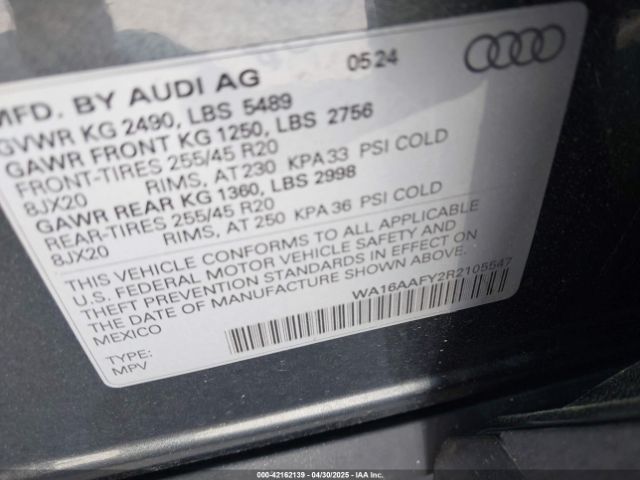 MFD. BY AUDI AG 0524
GVWR KG 2490, LBS 5489
GAWR FRONT KG 1250, LBS 2756
FRONT-TIRES 255/45 R20
8JX20 RIMS, AT 230 KPA 33 PSI COLD
GAWR REAR KG 1360, LBS 2998
REAR-TIRES 255/45 R20
8JX20 RIMS, AT 250 KPA 36 PSI COLD
THIS VEHICLE CONFORMS TO ALL APPLICABLE
U.S. FEDERAL MOTOR VEHICLE SAFETY AND
THEFT PREVENTION STANDARDS IN EFFECT ON
THE DATE OF MANUFACTURE SHOWN ABOVE.
MEXICO WA16AAFY2R2105547
TYPE:
MPV
000-42162139 - 04/30/2025 - IAA Inc.